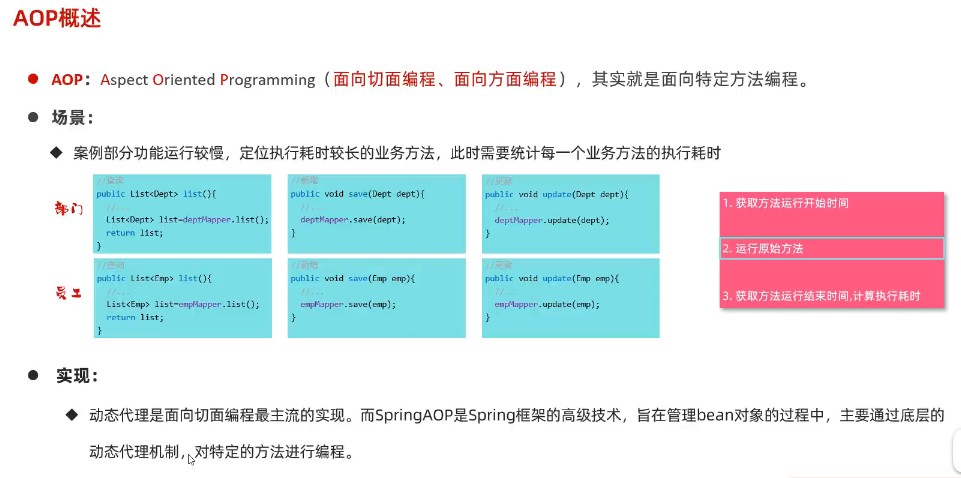 AOP概述
AOP：Aspect Oriented Programming（面向切面编程、面向方面编程），其实就是面向特定方法编程。
场景：
案例部分功能运行较慢，定位执行耗时较长的业务方法，此时需要统计每一个业务方法的执行耗时
部门
//查询
public List<Dept> list(){
//...
List<Dept> list=deptMapper.list();
return list;
}
//新增
public void save(Dept dept){
//...
deptMapper.save(dept);
}
//更新
public void update(Dept dept){
//...
deptMapper.update(dept);
}
员工
//查询
public List<Emp> list(){
//...
List<Emp> list=empMapper.list();
return list;
}
//新增
public void save(Emp emp){
//...
empMapper.save(emp);
}
//更新
public void update(Emp emp){
//...
empMapper.update(emp);
}
1. 获取方法运行开始时间
2. 运行原始方法
3. 获取方法运行结束时间,计算执行耗时
实现：
动态代理是面向切面编程最主流的实现。而SpringAOP是Spring框架的高级技术，旨在管理bean对象的过程中，主要通过底层的
动态代理机制，对特定的方法进行编程。